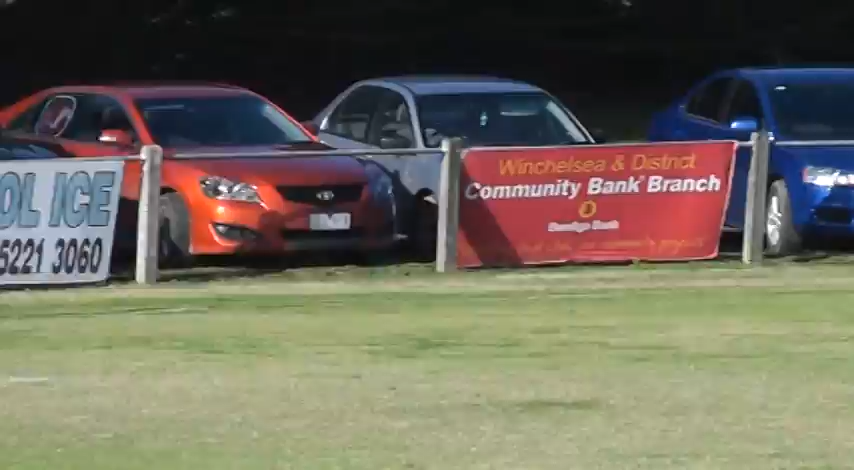 OL ICE
5221 3060
Winchelsea & District
Community Bank® Branch
Bendigo Bank